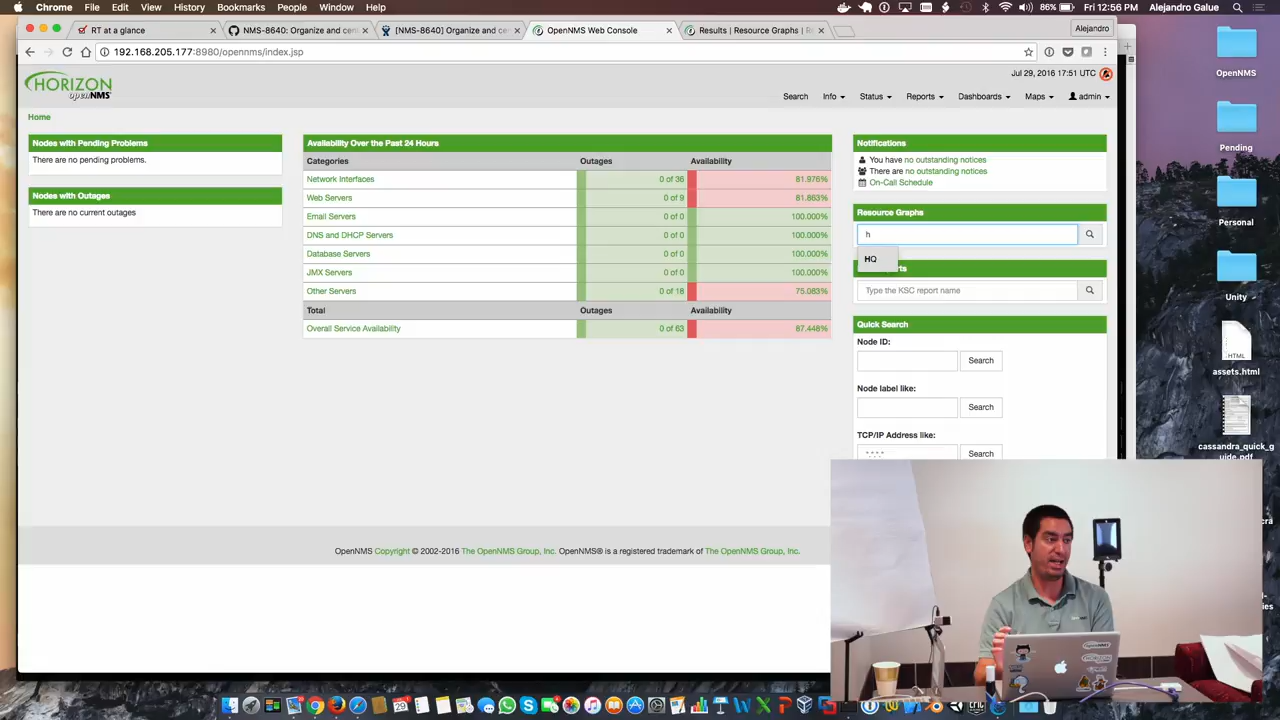 Chrome File Edit View History Bookmarks People Window Help 86% Fri 12:56 PM Alejandro Galue
RT at a glance
NMS-8640: Organize and cen
[NMS-8640] Organize and ce
OpenNMS Web Console
Results | Resource Graphs | R
Alejandro
192.168.205.177:8980/opennms/index.jsp
HORIZON
openNMS
Jul 29, 2016 17:51 UTC
Search Info Status Reports Dashboards Maps admin
Home
Nodes with Pending Problems
There are no pending problems.
Nodes with Outages
There are no current outages
Availability Over the Past 24 Hours
Categories Outages Availability
Network Interfaces 0 of 36 81.976%
Web Servers 0 of 9 81.863%
Email Servers 0 of 0 100.000%
DNS and DHCP Servers 0 of 0 100.000%
Database Servers 0 of 0 100.000%
JMX Servers 0 of 0 100.000%
Other Servers 0 of 18 75.083%
Total Outages Availability
Overall Service Availability 0 of 63 87.448%
Notifications
You have no outstanding notices
There are no outstanding notices
On-Call Schedule
Resource Graphs
h
HQ
Type the KSC report name
Quick Search
Node ID:
Search
Node label like:
Search
TCP/IP Address like:
*.*.*.*
Search
OpenNMS Copyright © 2002-2016 The OpenNMS Group, Inc. OpenNMS® is a registered trademark of The OpenNMS Group, Inc.
OpenNMS
Pending
Personal
Unity
HTML
assets.html
cassandra_quick_g
uide.pdf